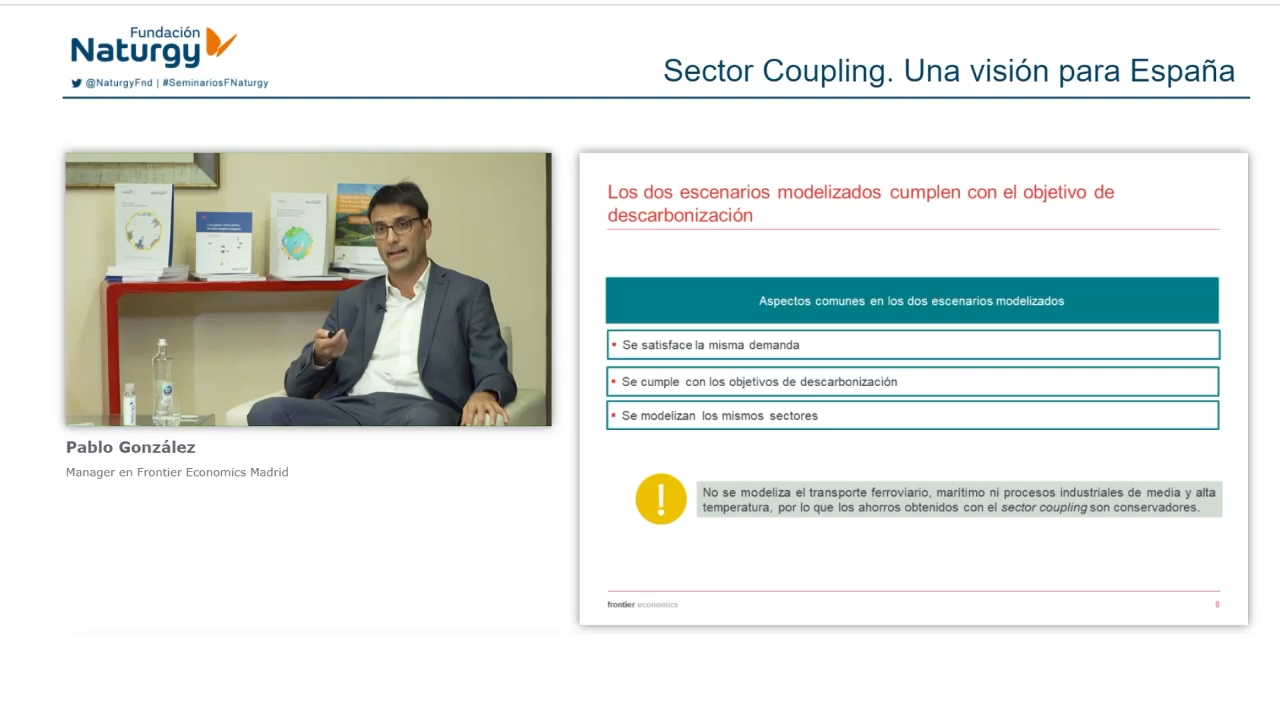 Fundación
Naturgy
@NaturgyFnd | #SeminariosFNaturgy
Sector Coupling. Una visión para España
Los dos escenarios modelizados cumplen con el objetivo de
descarbonización
Aspectos comunes en los dos escenarios modelizados
▪ Se satisface la misma demanda
▪ Se cumple con los objetivos de descarbonización
▪ Se modelizan los mismos sectores
!
No se modeliza el transporte ferroviario, marítimo ni procesos industriales de media y alta
temperatura, por lo que los ahorros obtenidos con el sector coupling son conservadores.
frontier economics
8
Pablo González
Manager en Frontier Economics Madrid